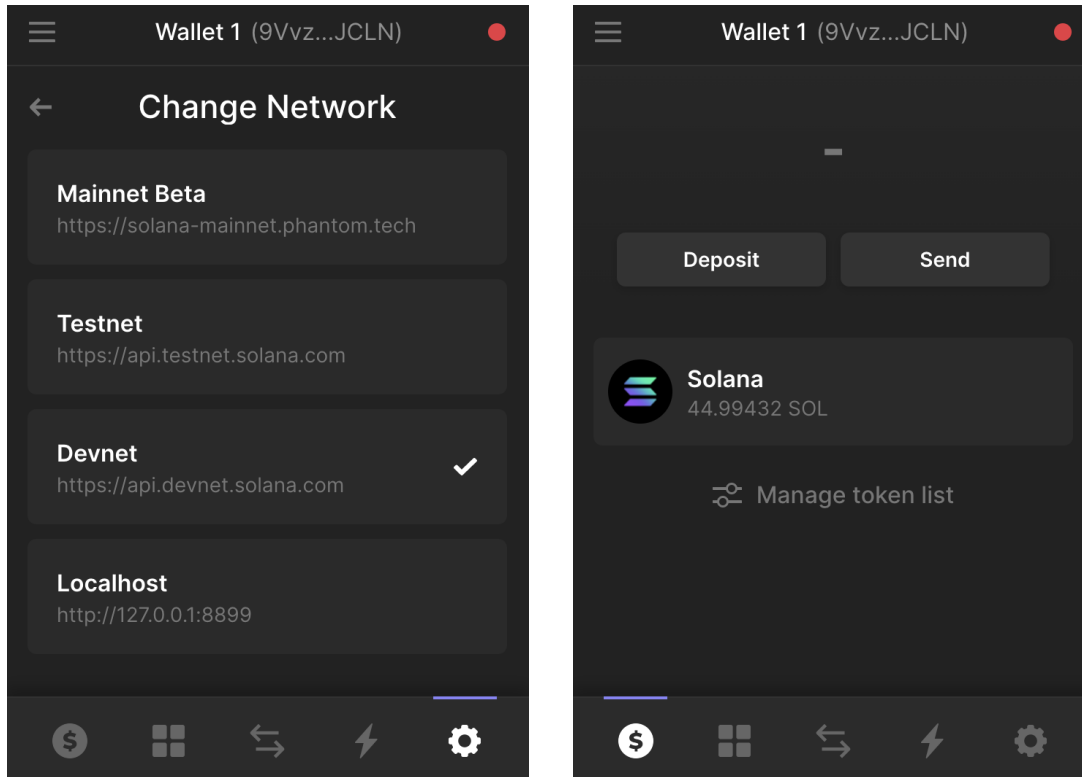 Wallet 1 (9Vvz...JCLN)
Change Network
Mainnet Beta
https://solana-mainnet.phantom.tech
Testnet
https://api.testnet.solana.com
Devnet
https://api.devnet.solana.com
Localhost
http://127.0.0.1:8899
Wallet 1 (9Vvz...JCLN)
-
Deposit
Send
Solana
44.99432 SOL
Manage token list